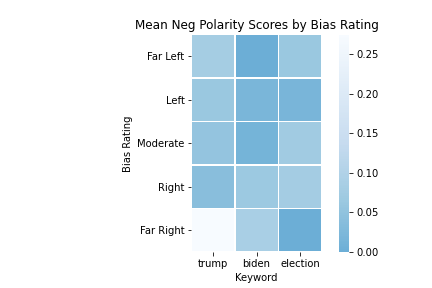 Mean Neg Polarity Scores by Bias Rating
Far Left
Left
Moderate
Right
Far Right
Bias Rating
trump biden election
Keyword
0.25
0.20
0.15
0.10
0.05
0.00